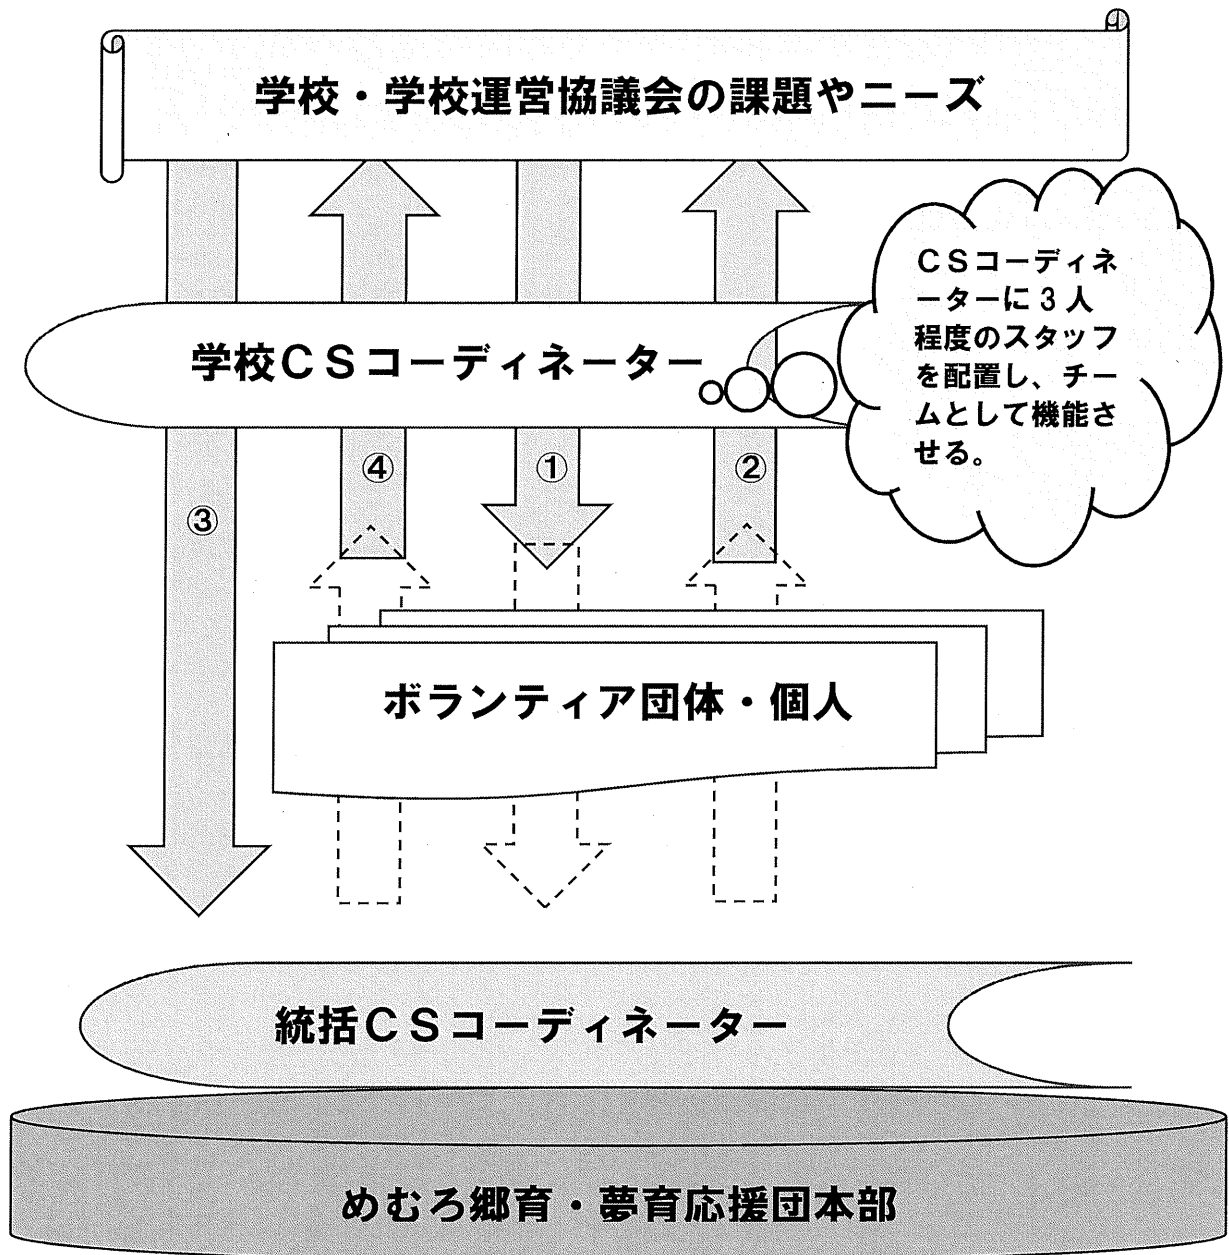 学校・学校運営協議会の課題やニーズ
ＣＳコーディネ
ーターに３人
程度のスタッフ
を配置し、チー
ムとして機能さ
せる。
学校ＣＳコーディネーター
④
①
②
③
ボランティア団体・個人
統括ＣＳコーディネーター
めむろ郷育・夢育応援団本部